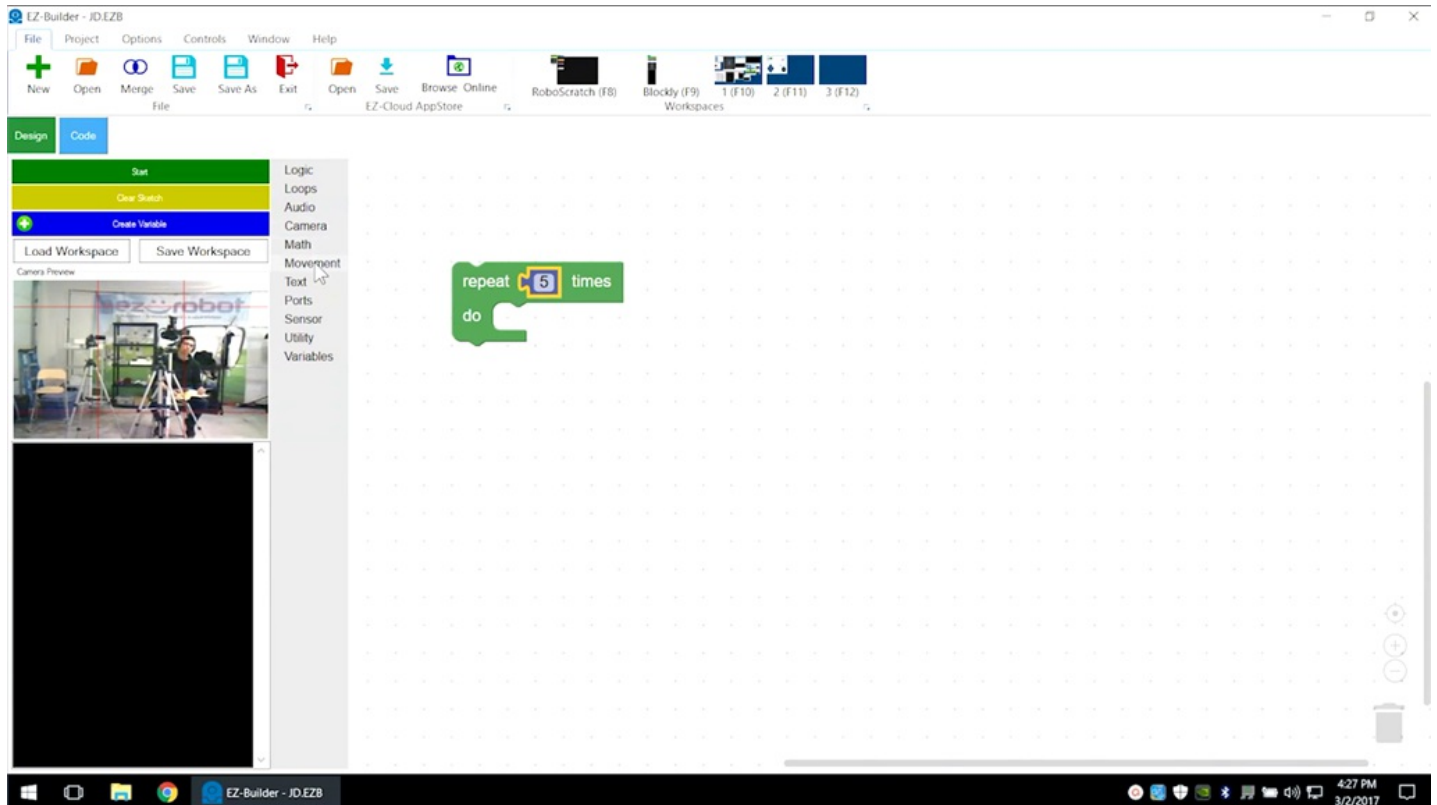 EZ-Builder - JD.EZB
File Project Options Controls Window Help
New Open Merge Save Save As Exit Open Save Browse Online RoboScratch (F8) Blockly (F9) 1 (F10) 2 (F11) 3 (F12)
File EZ-Cloud AppStore Workspaces
Design Code
Start
Clear Sketch
Create Variable
Load Workspace Save Workspace
Camera Preview
ez robot
Logic
Loops
Audio
Camera
Math
Movement
Text
Ports
Sensor
Utility
Variables
repeat 5 times
do
EZ-Builder - JD.EZB
4:27 PM
3/2/2017